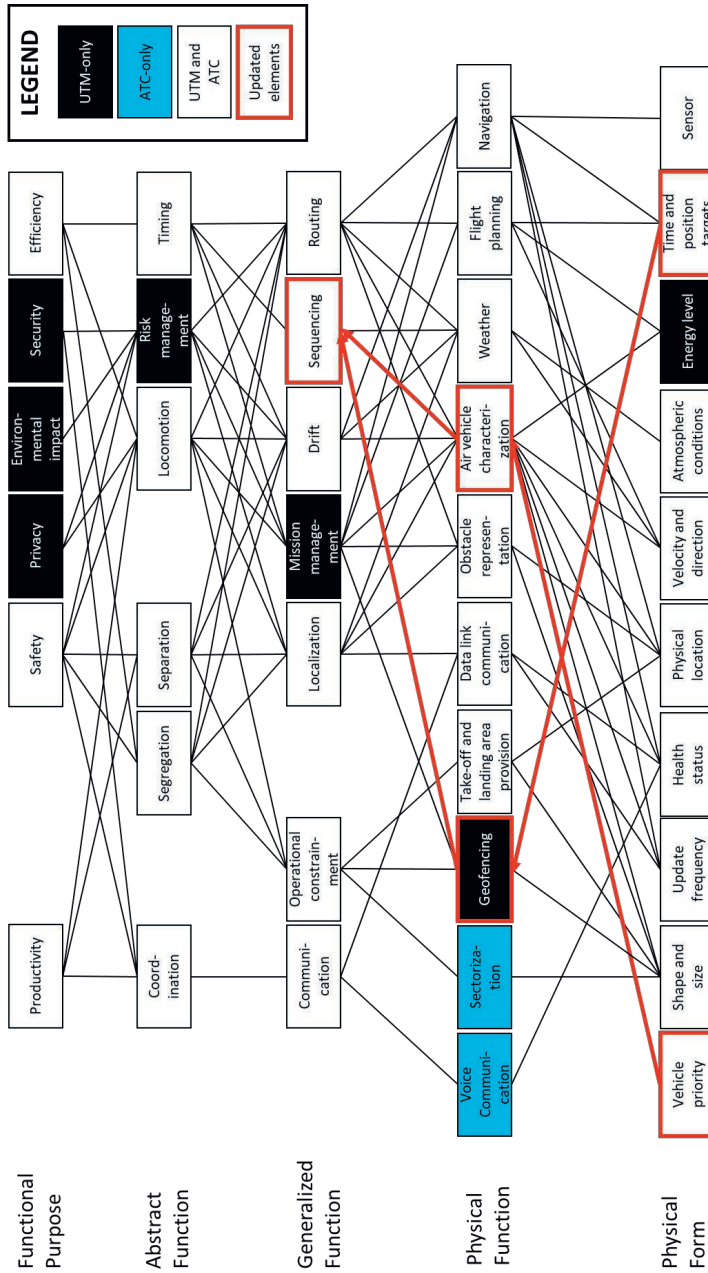 LEGEND
UTM-only
ATC-only
UTM and
ATC
Updated
elements
Functional
Purpose
Productivity
Safety
Privacy
Environ-
mental
impact
Security
Efficiency
Abstract
Function
Coord-
ination
Segregation
Separation
Locomotion
Risk
manage-
ment
Timing
Generalized
Function
Communi-
cation
Operational
constrain-
ment
Localization
Mission
manage-
ment
Drift
Sequencing
Routing
Physical
Function
Voice
Communi-
cation
Sectoriza-
tion
Geofencing
Take-off and
landing area
provision
Data link
communi-
cation
Obstacle
represen-
tation
Air vehicle
characteri-
zation
Weather
Flight
planning
Navigation
Physical
Form
Vehicle
priority
Shape and
size
Update
frequency
Health
status
Physical
location
Velocity and
direction
Atmospheric
conditions
Energy level
Time and
position
targets
Sensor